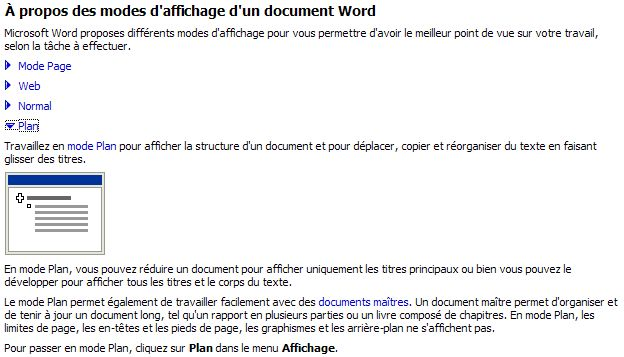 À propos des modes d'affichage d'un document Word
Microsoft Word proposes différents modes d'affichage pour vous permettre d'avoir le meilleur point de vue sur votre travail,
selon la tâche à effectuer.
Mode Page
Web
Normal
Plan
Travaillez en mode Plan pour afficher la structure d'un document et pour déplacer, copier et réorganiser du texte en faisant
glisser des titres.
En mode Plan, vous pouvez réduire un document pour afficher uniquement les titres principaux ou bien vous pouvez le
développer pour afficher tous les titres et le corps du texte.
Le mode Plan permet également de travailler facilement avec des documents maîtres. Un document maître permet d'organiser et
de tenir à jour un document long, tel qu'un rapport en plusieurs parties ou un livre composé de chapitres. En mode Plan, les
limites de page, les en-têtes et les pieds de page, les graphismes et les arrière-plan ne s'affichent pas.
Pour passer en mode Plan, cliquez sur Plan dans le menu Affichage.